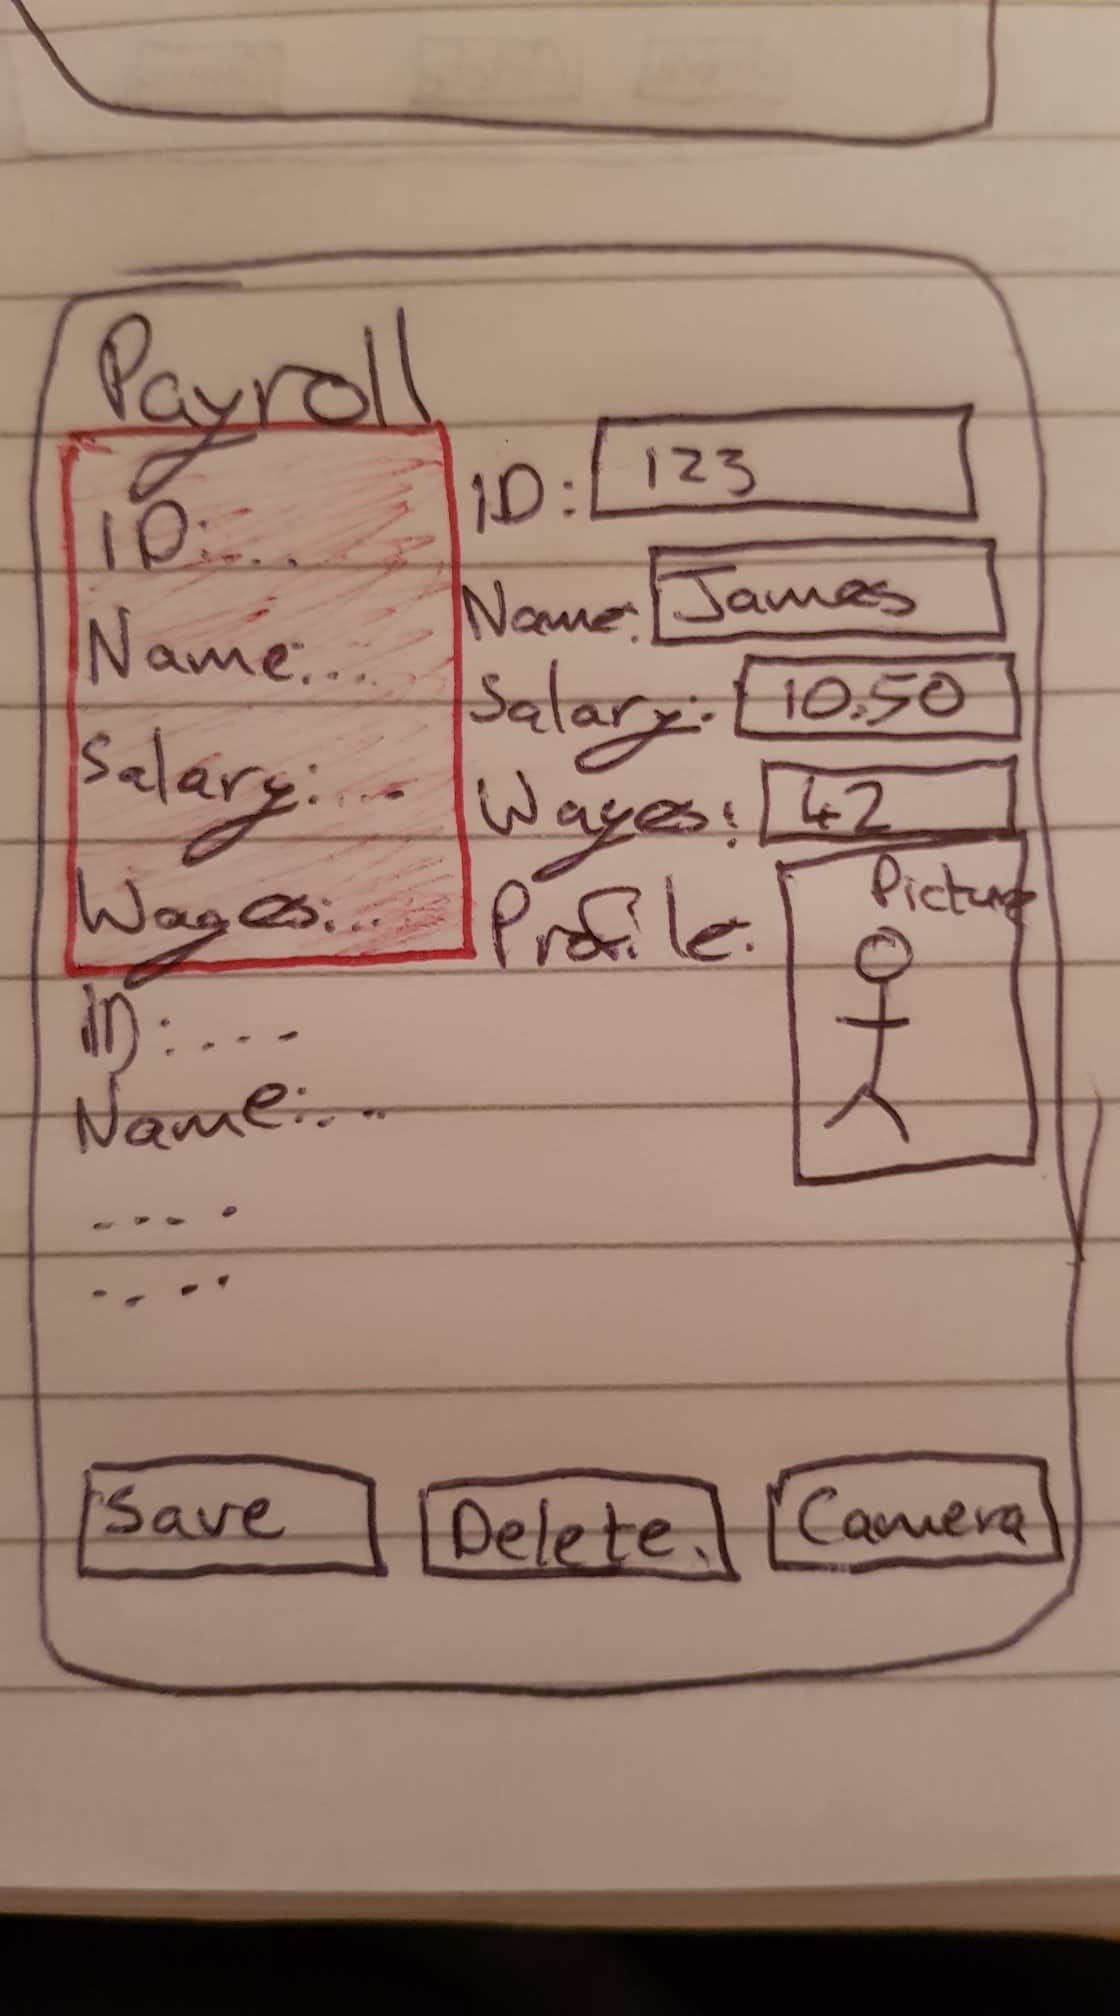 Payroll
ID:...
Name:...
Salary:...
Wages:...
ID:....
Name:...
....
....
ID: 123
Name: James
Salary: 10.50
Wages: 42
Profile: Picture
Save
Delete.
Camera